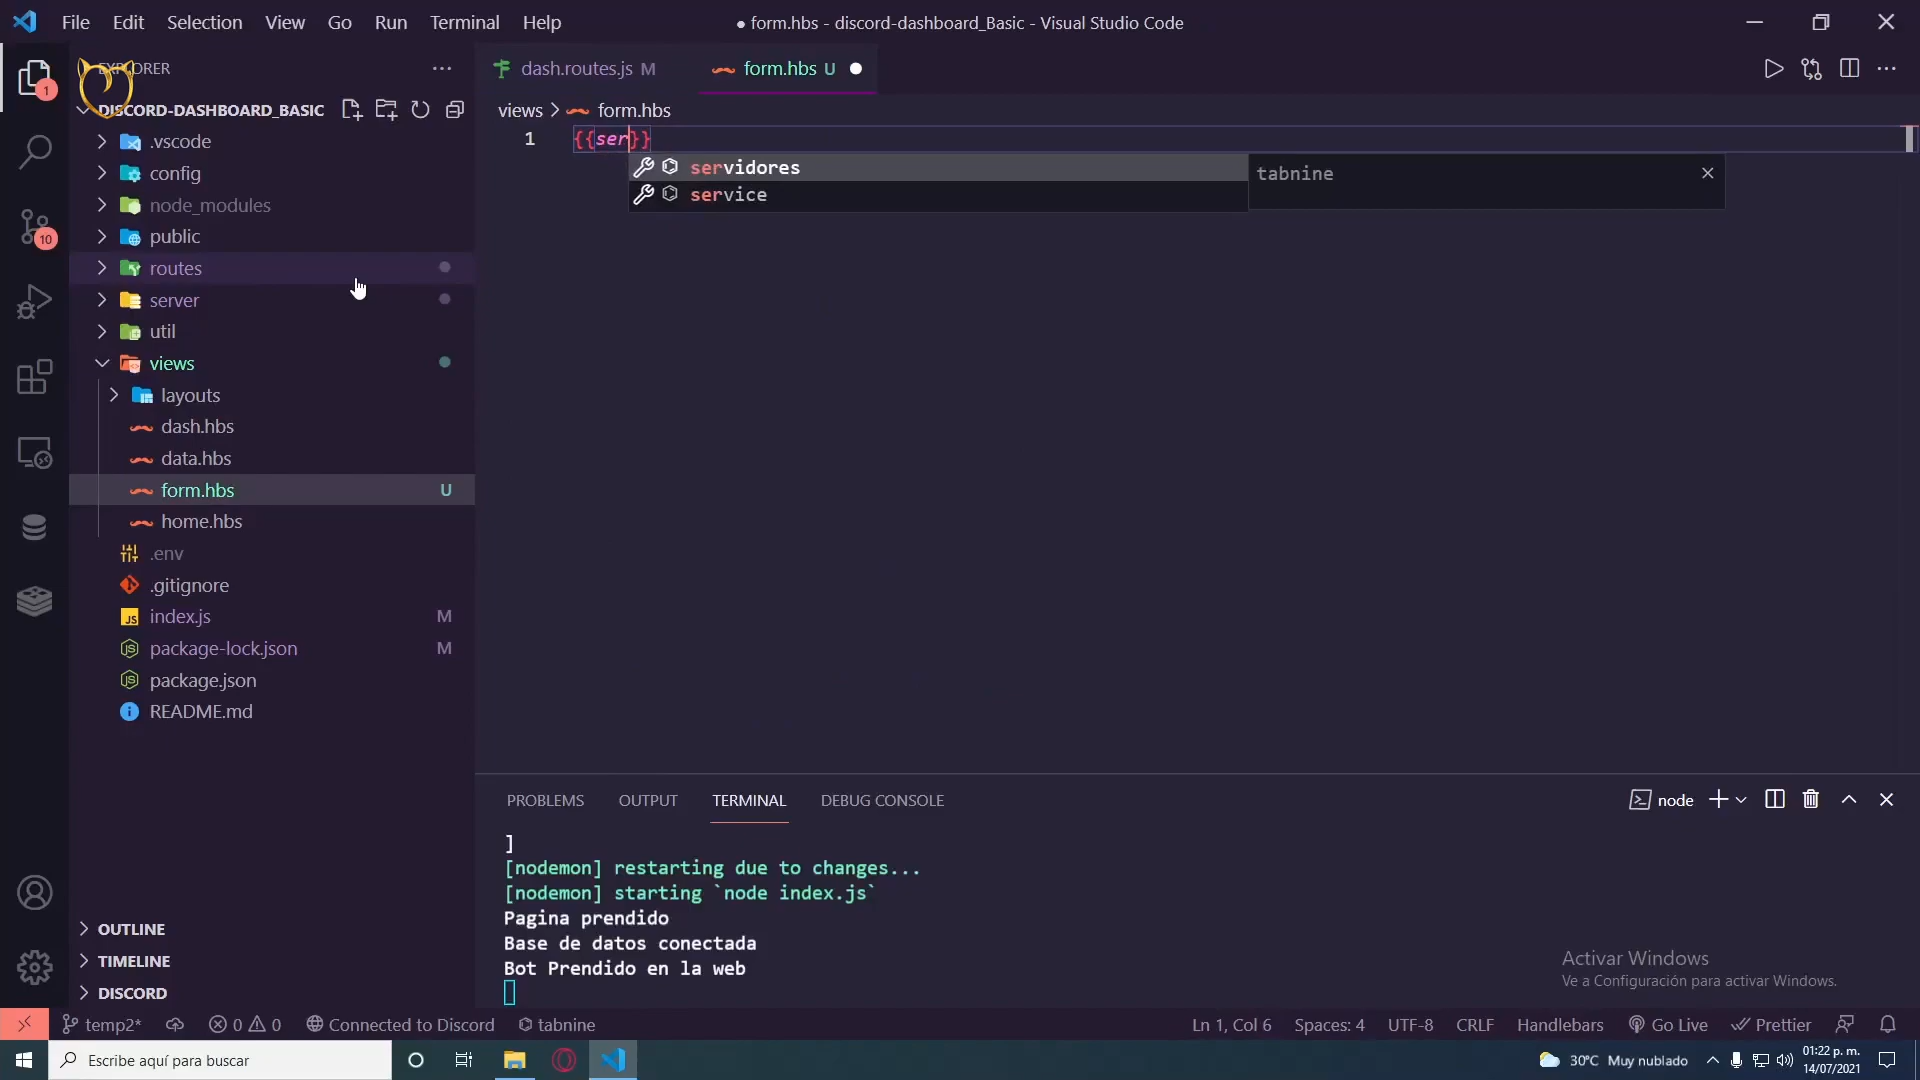 File Edit Selection View Go Run Terminal Help
● form.hbs - discord-dashboard_Basic - Visual Studio Code
EXPLORER
dash.routes.js M
form.hbs U
DISCORD-DASHBOARD_BASIC
views > form.hbs
1
{{ser}}
servidores
service
tabnine
.vscode
config
node_modules
public
routes
server
util
views
layouts
dash.hbs
data.hbs
form.hbs U
home.hbs
.env
.gitignore
index.js M
package-lock.json M
package.json
README.md
OUTLINE
TIMELINE
DISCORD
1
10
PROBLEMS OUTPUT TERMINAL DEBUG CONSOLE
node
]
[nodemon] restarting due to changes...
[nodemon] starting `node index.js`
Pagina prendido
Base de datos conectada
Bot Prendido en la web
Activar Windows
Ve a Configuración para activar Windows.
temp2* 0 0 Connected to Discord tabnine
Ln 1, Col 6 Spaces: 4 UTF-8 CRLF Handlebars Go Live Prettier
Escribe aquí para buscar
30°C Muy nublado
01:22 p. m.
14/07/2021